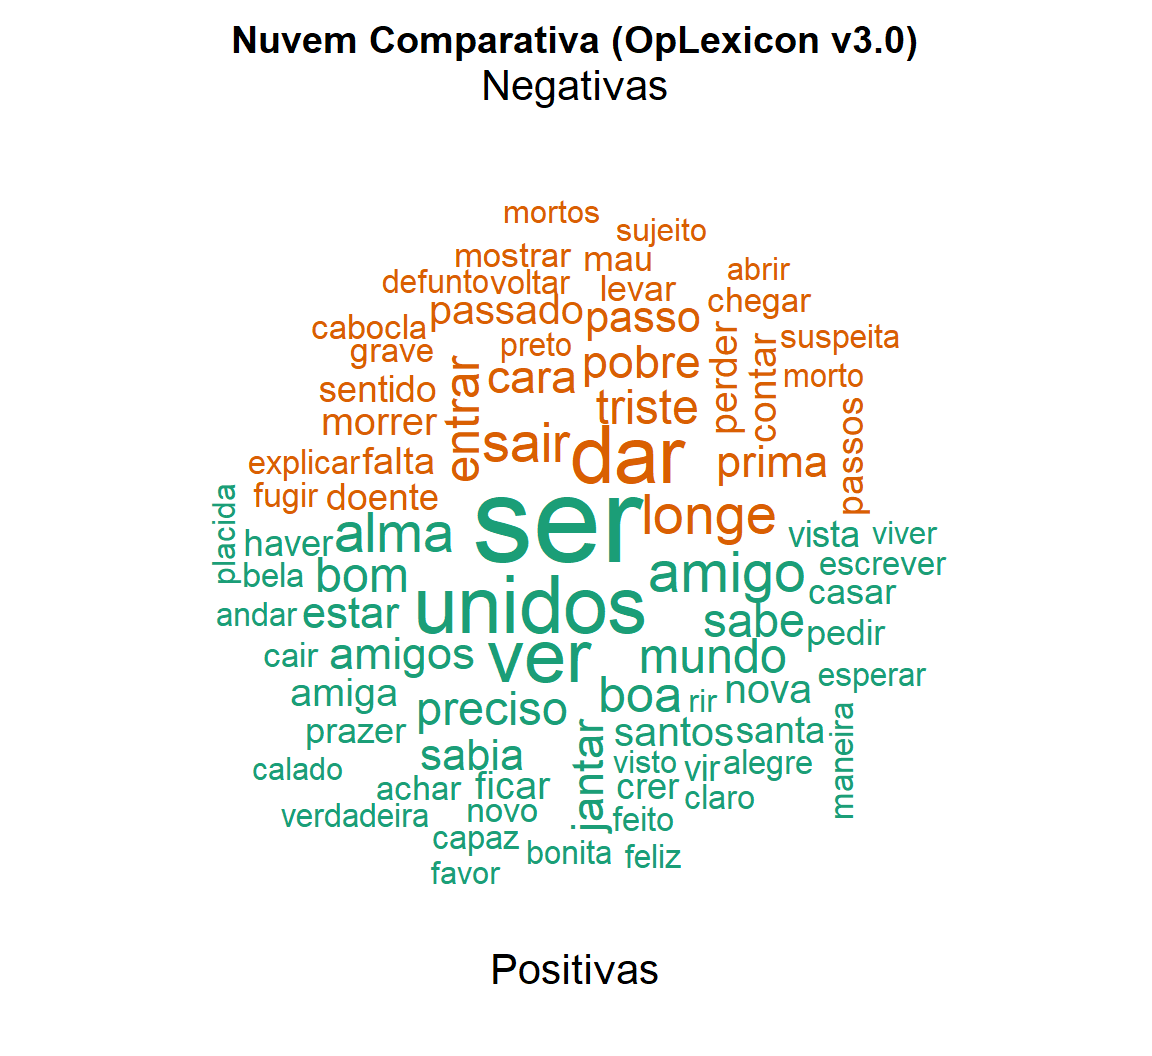 Nuvem Comparativa (OpLexicon v3.0)
Negativas
mortos
sujeito
mostrar mau
abrir
defunto voltar levar
chegar
passado passo
cabocla
suspeita
grave
preto
pobre
perder
contar
morto
sentido
entrar
cara
triste
passos
morrer
sair
dar
prima
explicar falta
fugir doente
ser
longe
placida
haver alma
vista viver
bela bom
amigo
escrever
casar
andar estar
unidos
sabe pedir
cair amigos
ver
mundo
esperar
amiga
preciso
boa rir nova
maneira
prazer
santos santa
sabia
jantar
visto vir alegre
calado
achar ficar
crer claro
verdadeira
novo
feito
capaz
bonita feliz
favor
Positivas